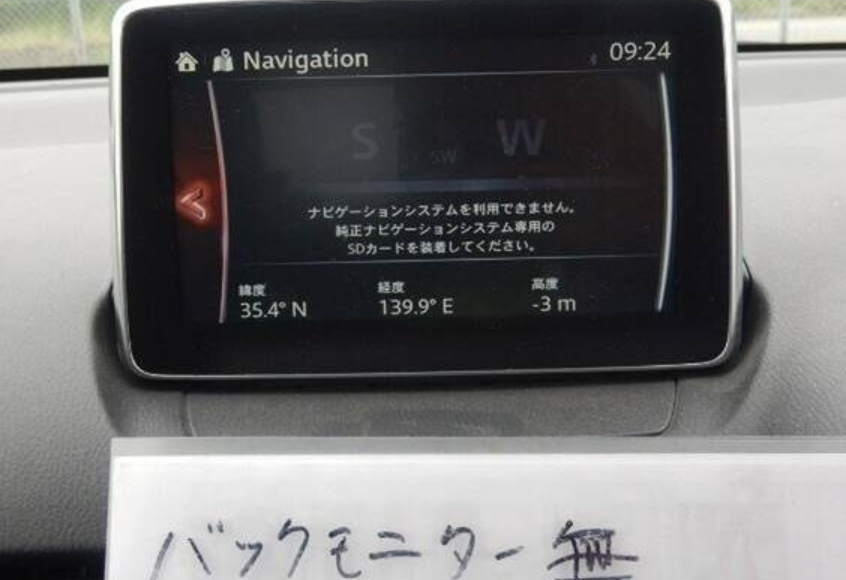 Navigation 09:24
S SW W
ナビゲーションシステムを利用できません。
純正ナビゲーションシステム専用の
SDカードを装着してください。
緯度 経度 高度
35.4° N 139.9° E -3 m
バックモニター無